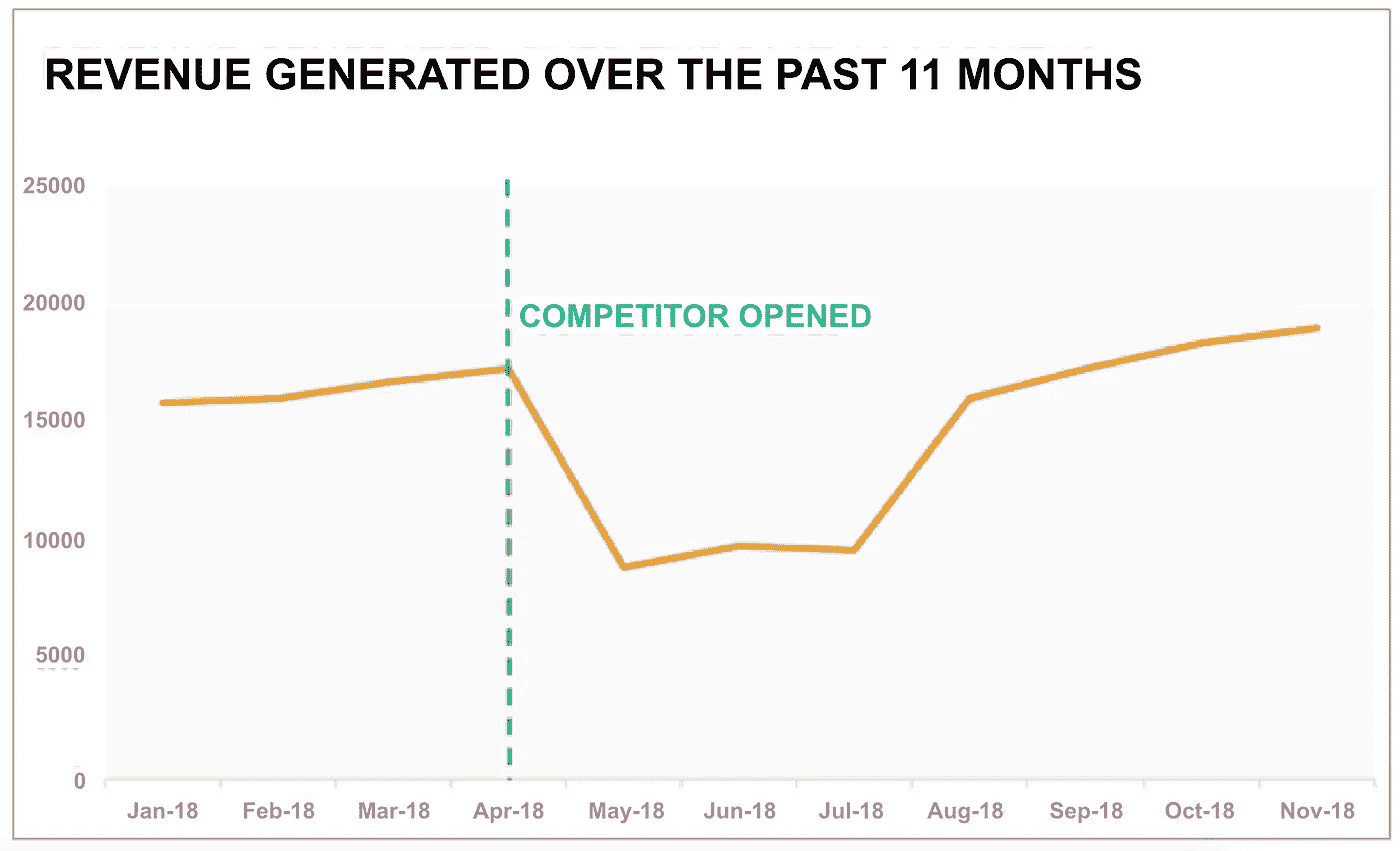 REVENUE GENERATED OVER THE PAST 11 MONTHS
25000
20000
COMPETITOR OPENED
15000
10000
5000
0
Jan-18 Feb-18 Mar-18 Apr-18 May-18 Jun-18 Jul-18 Aug-18 Sep-18 Oct-18 Nov-18